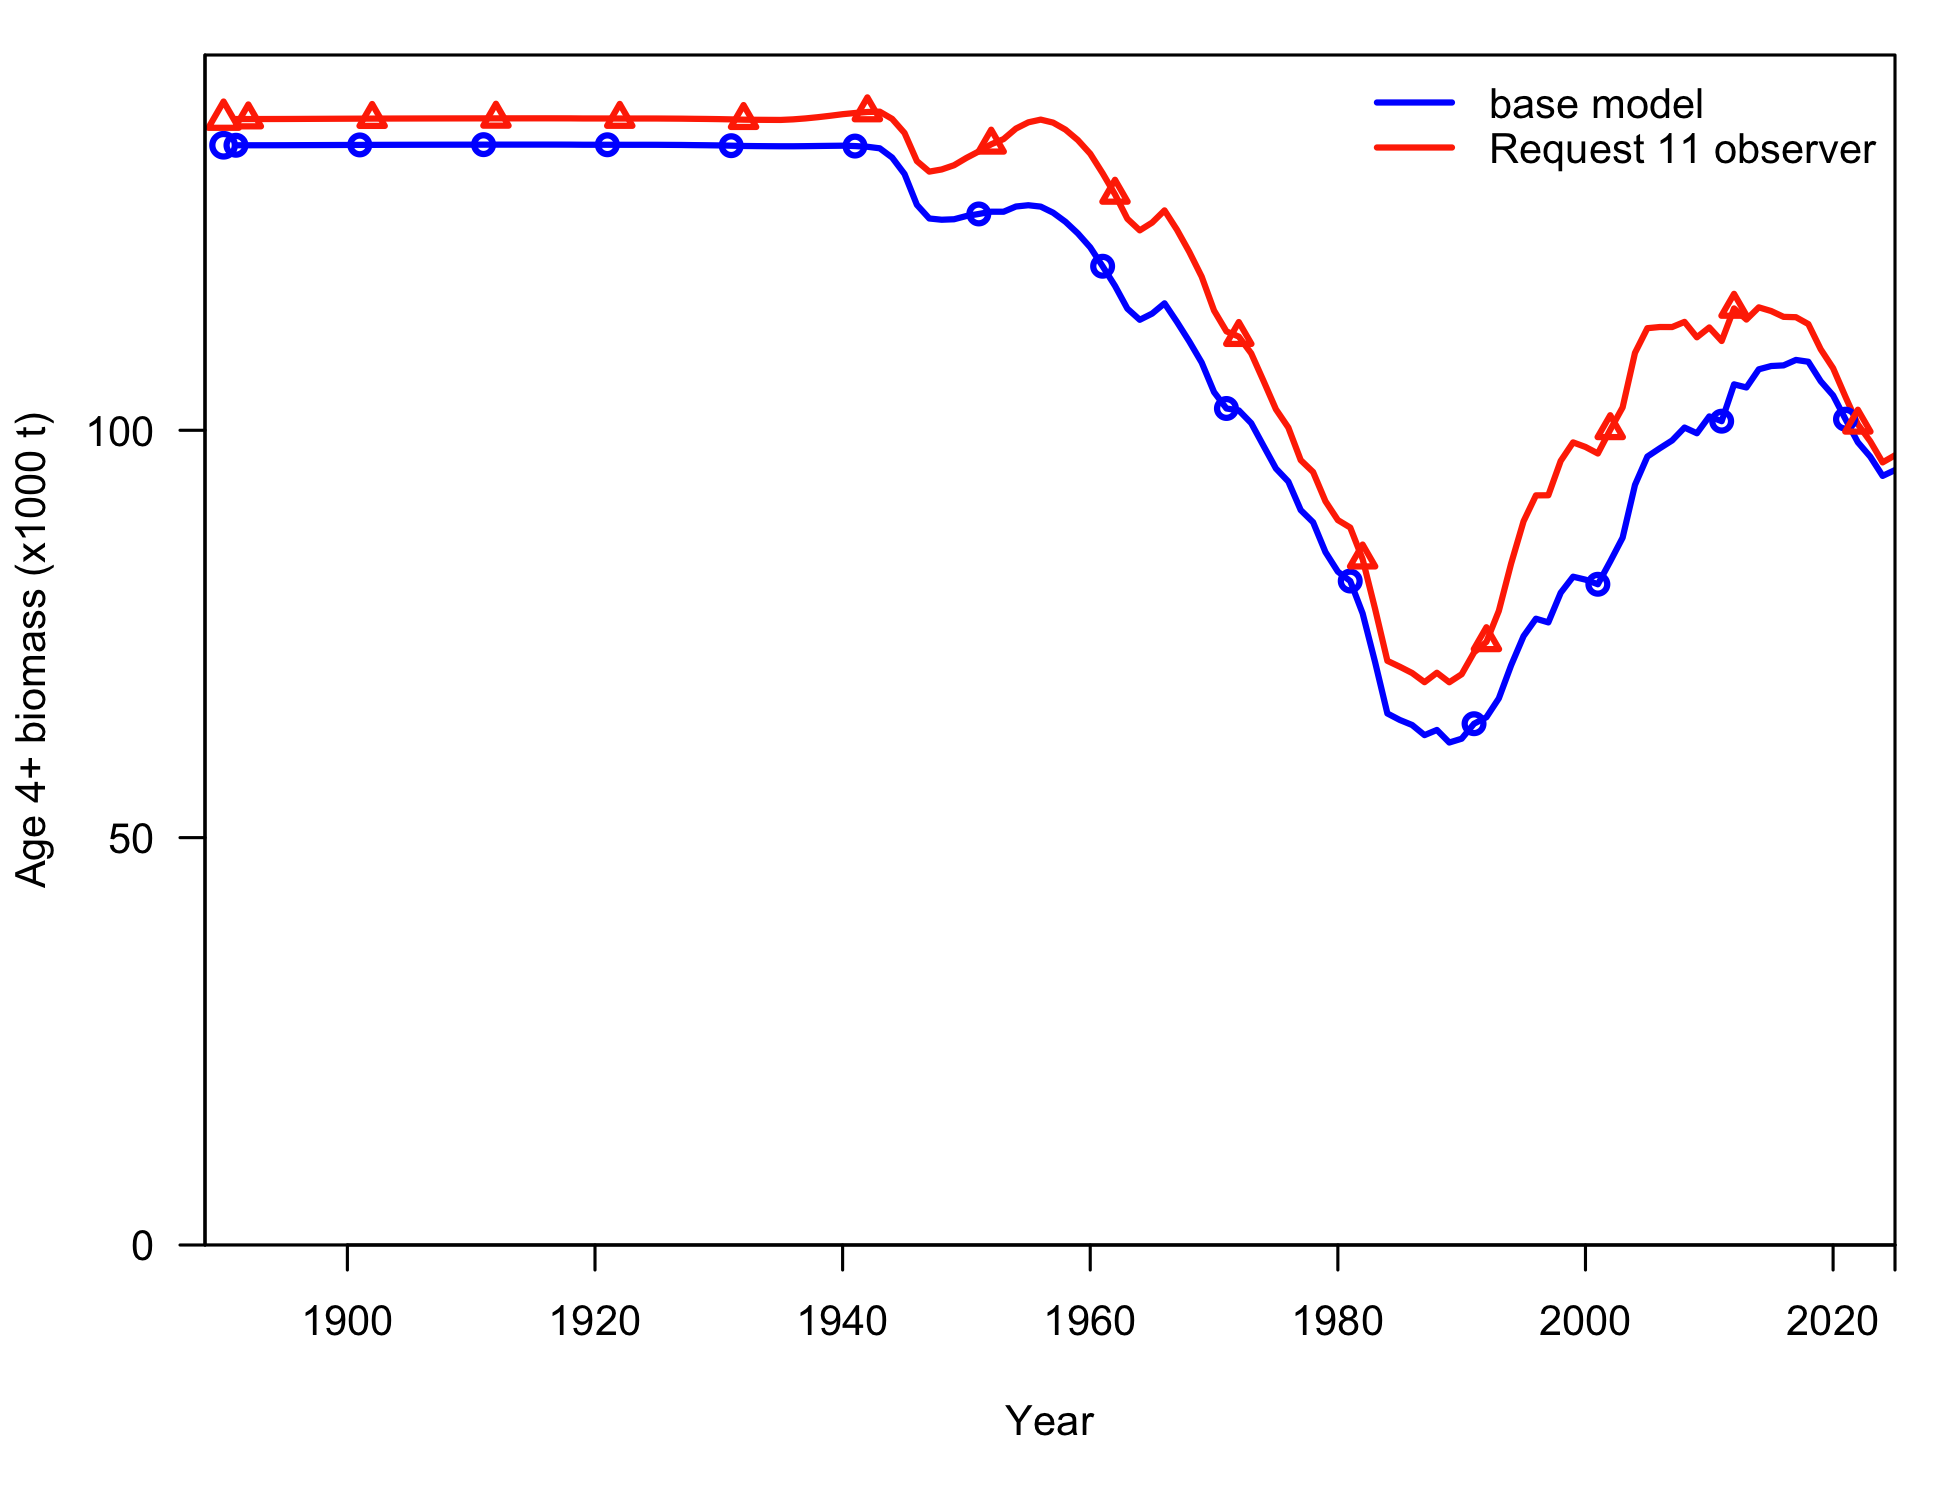 base model
Request 11 observer
Age 4+ biomass (x1000 t)
100
50
0
1900 1920 1940 1960 1980 2000 2020
Year